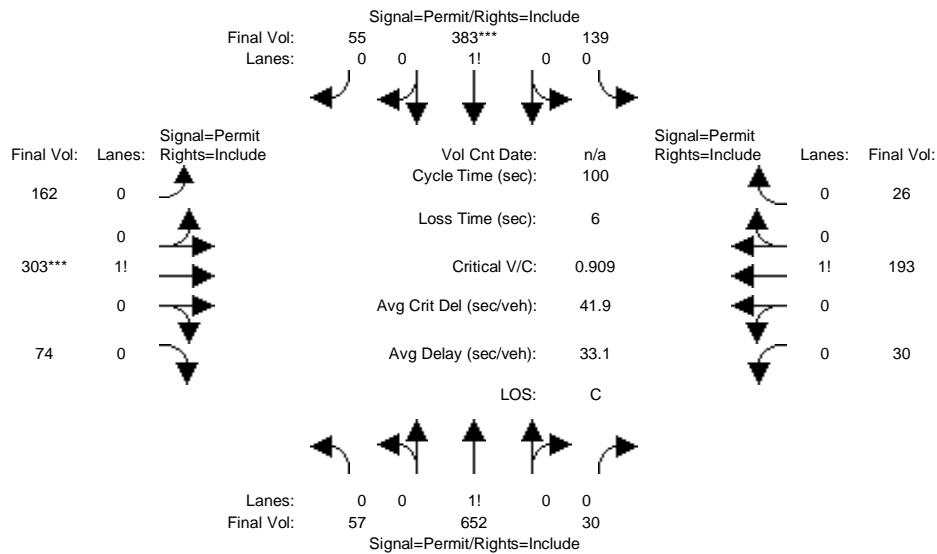 Signal=Permit/Rights=Include
Final Vol: 55 383*** 139
Lanes: 0 0 1! 0 0
Signal=Permit Signal=Permit
Final Vol: Lanes: Rights=Include Vol Cnt Date: n/a Rights=Include Lanes: Final Vol:
Cycle Time (sec): 100
162 0 0 26
Loss Time (sec): 6
0 0
303*** 1! Critical V/C: 0.909 1! 193
0 Avg Crit Del (sec/veh): 41.9 0
74 0 Avg Delay (sec/veh): 33.1 0 30
LOS: C
Lanes: 0 0 1! 0 0
Final Vol: 57 652 30
Signal=Permit/Rights=Include